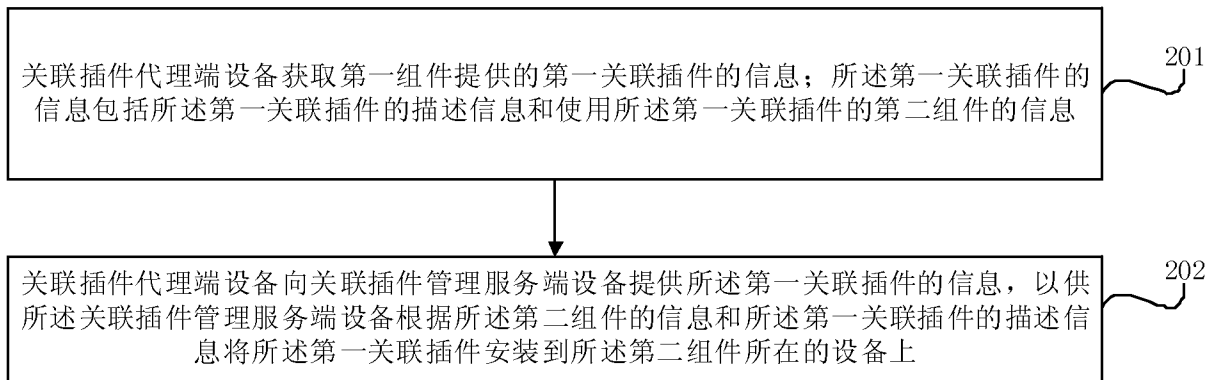 关联插件代理端设备获取第一组件提供的第一关联插件的信息；所述第一关联插件的
信息包括所述第一关联插件的描述信息和使用所述第一关联插件的第二组件的信息
201
关联插件代理端设备向关联插件管理服务端设备提供所述第一关联插件的信息，以供
所述关联插件管理服务端设备根据所述第二组件的信息和所述第一关联插件的描述信
息将所述第一关联插件安装到所述第二组件所在的设备上
202